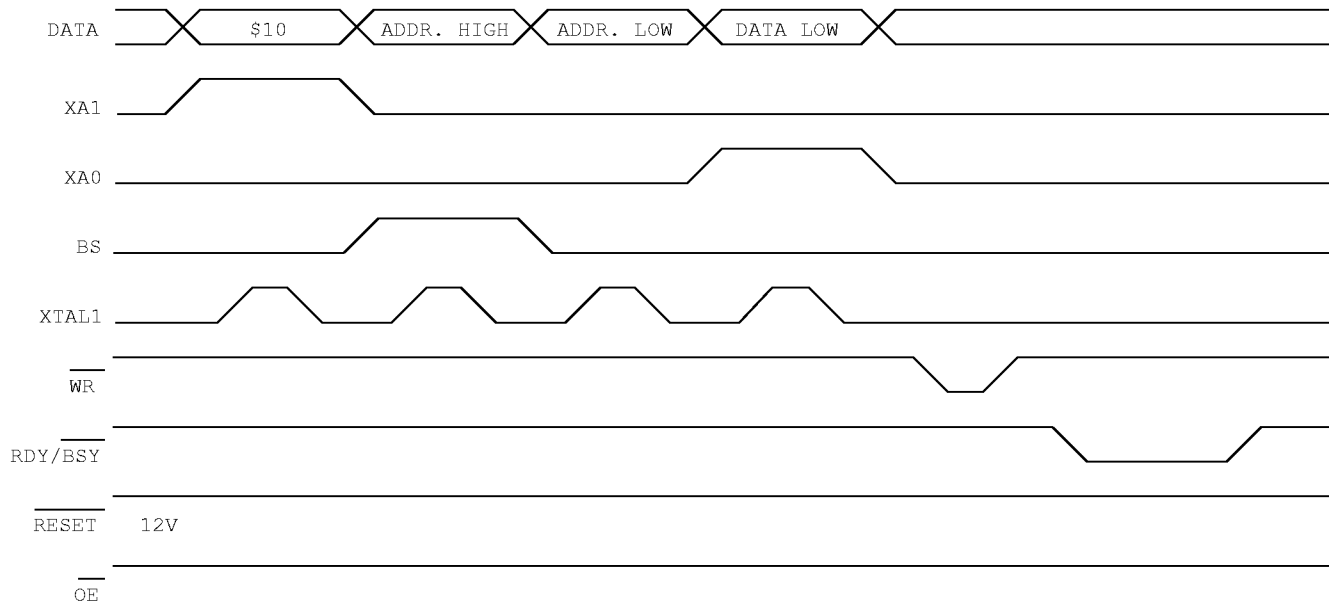 DATA $10 ADDR. HIGH ADDR. LOW DATA LOW
XA1
XA0
BS
XTAL1
WR
RDY/BSY
RESET 12V
OE